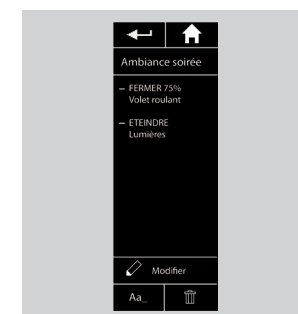 Ambiance soirée
– FERMER 75%
Volet roulant
– ETEINDRE
Lumières
Modifier
Aa_